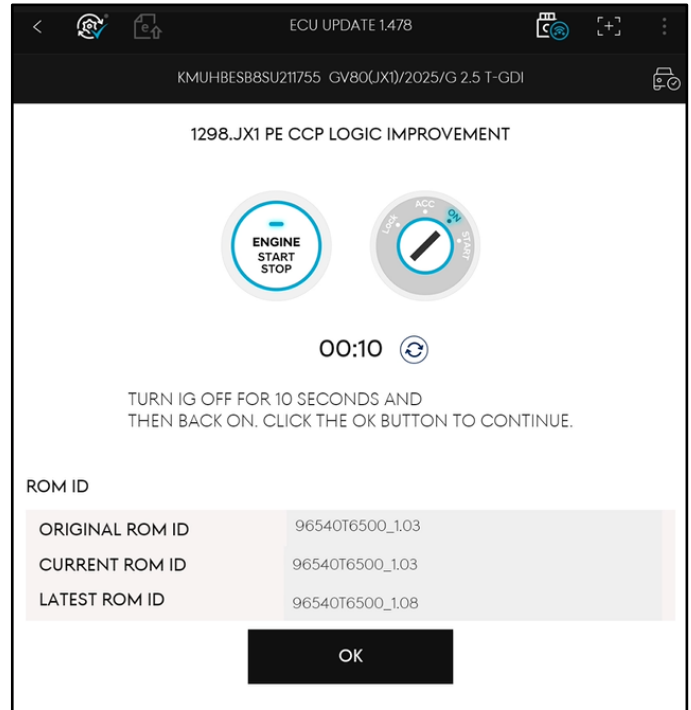 ECU UPDATE 1.478
KMUHBESB8SU211755 GV80(JX1)/2025/G 2.5 T-GDI
1298.JX1 PE CCP LOGIC IMPROVEMENT
ENGINE
START
STOP
Lock
ACC
ON
START
00:10
TURN IG OFF FOR 10 SECONDS AND
THEN BACK ON. CLICK THE OK BUTTON TO CONTINUE.
ROM ID
ORIGINAL ROM ID 96540T6500_1.03
CURRENT ROM ID 96540T6500_1.03
LATEST ROM ID 96540T6500_1.08
OK